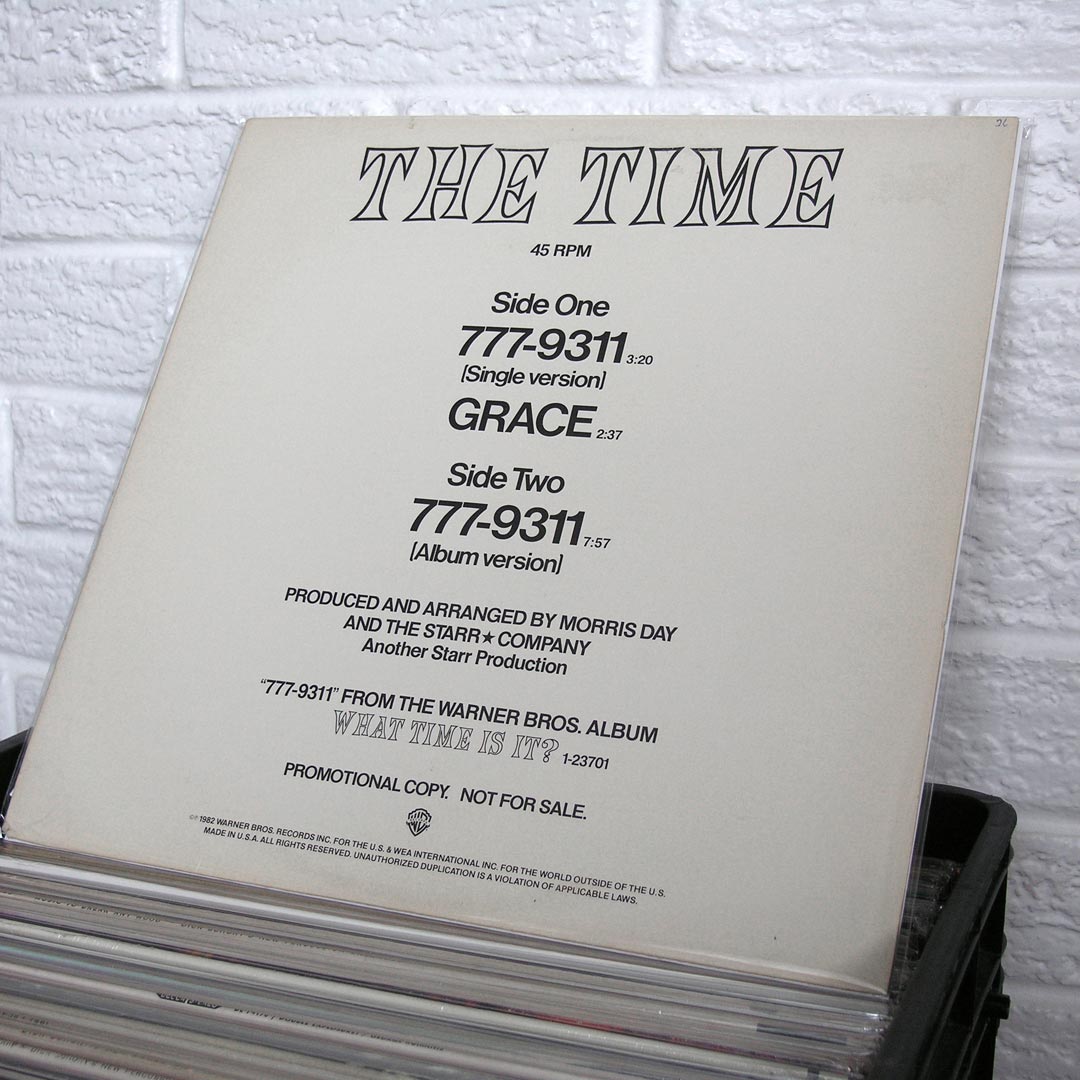 THE TIME
45 RPM
Side One
777-9311 3:20
[Single version]
GRACE 2:37
Side Two
777-9311 7:57
[Album version]
PRODUCED AND ARRANGED BY MORRIS DAY
AND THE STARR★COMPANY
Another Starr Production
"777-9311" FROM THE WARNER BROS. ALBUM
WHAT TIME IS IT? 1-23701
PROMOTIONAL COPY. NOT FOR SALE.
©℗ 1982 WARNER BROS. RECORDS INC. FOR THE U.S. & WEA INTERNATIONAL INC. FOR THE WORLD OUTSIDE OF THE U.S.
MADE IN U.S.A. ALL RIGHTS RESERVED. UNAUTHORIZED DUPLICATION IS A VIOLATION OF APPLICABLE LAWS.